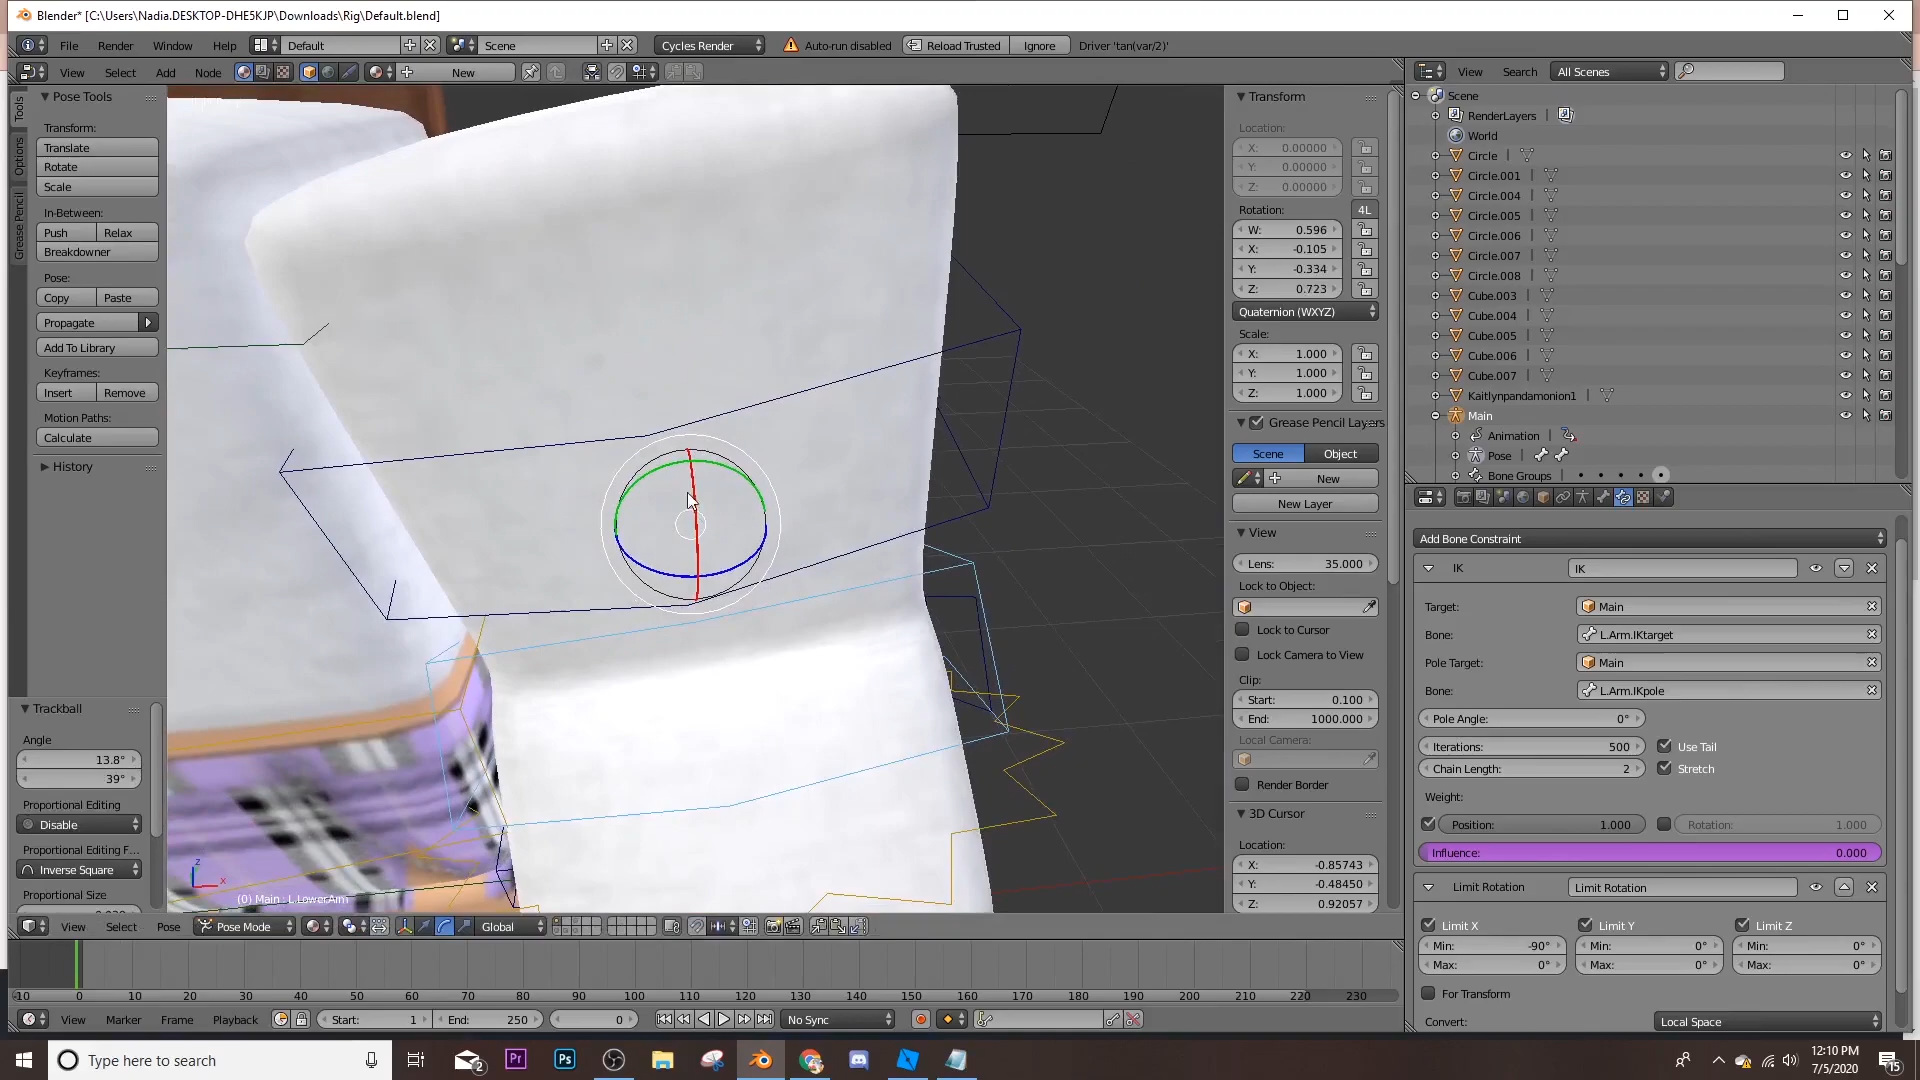 Blender* [C:\Users\Nadia.DESKTOP-DHE5KJP\Downloads\Rig\Default.blend]
File Render Window Help Default Scene Cycles Render Auto-run disabled Reload Trusted Ignore Driver 'tan(var/2)'
View Select Add Node New
View Search All Scenes
Tools
Options
Grease Pencil
Pose Tools
Transform:
Translate
Rotate
Scale
In-Between:
Push Relax
Breakdowner
Pose:
Copy Paste
Propagate
Add To Library
Keyframes:
Insert Remove
Motion Paths:
Calculate
History
Trackball
Angle
13.8°
39°
Proportional Editing
Disable
Proportional Editing F...
Inverse Square
Proportional Size
z
x
(0) Main : L.LowerArm
Transform
Location:
X: 0.00000
Y: 0.00000
Z: 0.00000
Rotation: 4L
W: 0.596
X: -0.105
Y: -0.334
Z: 0.723
Quaternion (WXYZ)
Scale:
X: 1.000
Y: 1.000
Z: 1.000
Grease Pencil Layers
Scene Object
New
New Layer
View
Lens: 35.000
Lock to Object:
Lock to Cursor
Lock Camera to View
Clip:
Start: 0.100
End: 1000.000
Local Camera:
Render Border
3D Cursor
Location:
X: -0.85743
Y: -0.48450
Z: 0.92057
Scene
RenderLayers
World
Circle
Circle.001
Circle.004
Circle.005
Circle.006
Circle.007
Circle.008
Cube.003
Cube.004
Cube.005
Cube.006
Cube.007
Kaitlynpandamonion1
Main
Animation
Pose
Bone Groups
Add Bone Constraint
IK IK
Target: Main
Bone: L.Arm.IKtarget
Pole Target: Main
Bone: L.Arm.IKpole
Pole Angle: 0°
Iterations: 500 Use Tail
Chain Length: 2 Stretch
Weight:
Position: 1.000 Rotation: 1.000
Influence: 0.000
Limit Rotation Limit Rotation
Limit X Limit Y Limit Z
Min: -90° Min: 0° Min: 0°
Max: 0° Max: 0° Max: 0°
For Transform
Convert: Local Space
View Select Pose Pose Mode Global
-10 0 10 20 30 40 50 60 70 80 90 100 110 120 130 140 150 160 170 180 190 200 210 220 230
View Marker Frame Playback Start: 1 End: 250 0 No Sync
Type here to search
2
Pr
Ps
12:10 PM
7/5/2020
15